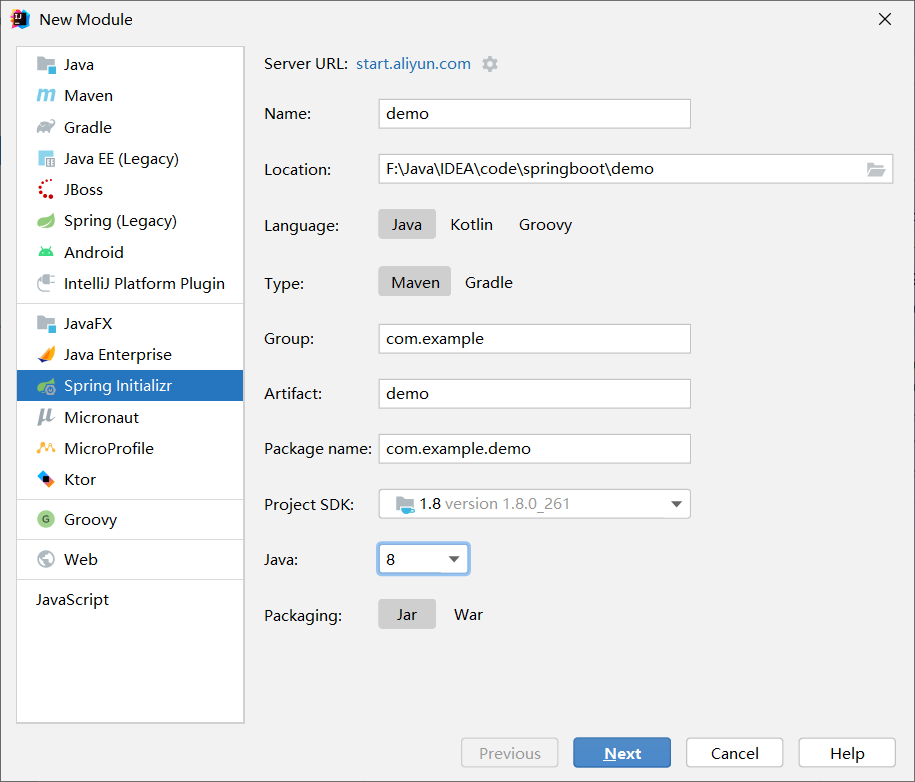 New Module
Java
Maven
Gradle
Java EE (Legacy)
JBoss
Spring (Legacy)
Android
IntelliJ Platform Plugin
JavaFX
Java Enterprise
Spring Initializr
Micronaut
MicroProfile
Ktor
Groovy
Web
JavaScript
Server URL: start.aliyun.com
Name: demo
Location: F:\Java\IDEA\code\springboot\demo
Language: Java Kotlin Groovy
Type: Maven Gradle
Group: com.example
Artifact: demo
Package name: com.example.demo
Project SDK: 1.8 version 1.8.0_261
Java: 8
Packaging: Jar War
Previous Next Cancel Help